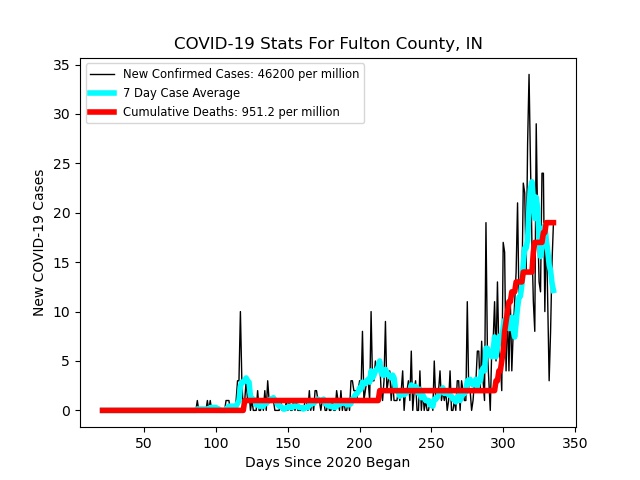 COVID-19 Stats For Fulton County, IN
New Confirmed Cases: 46200 per million
7 Day Case Average
Cumulative Deaths: 951.2 per million
New COVID-19 Cases
35
30
25
20
15
10
5
0
50 100 150 200 250 300 350
Days Since 2020 Began